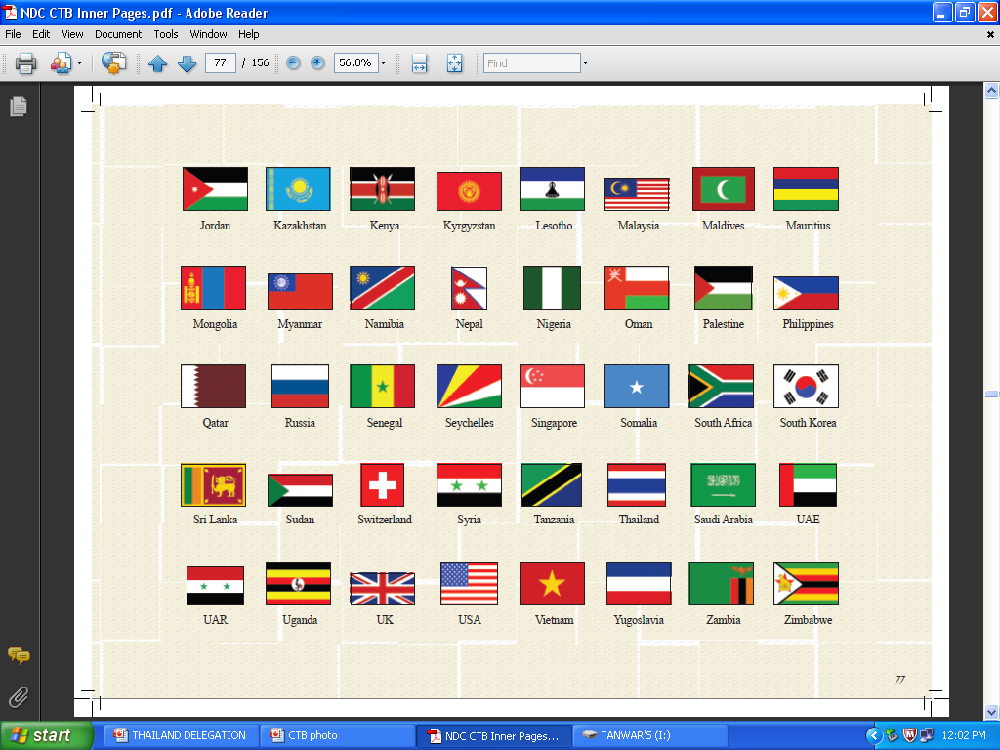 NDC CTB Inner Pages.pdf - Adobe Reader
File Edit View Document Tools Window Help
77 / 156 56.8% Find
Jordan Kazakhstan Kenya Kyrgyzstan Lesotho Malaysia Maldives Mauritius
Mongolia Myanmar Namibia Nepal Nigeria Oman Palestine Philippines
Qatar Russia Senegal Seychelles Singapore Somalia South Africa South Korea
Sri Lanka Sudan Switzerland Syria Tanzania Thailand Saudi Arabia UAE
UAR Uganda UK USA Vietnam Yugoslavia Zambia Zimbabwe
77
start THAILAND DELEGATION CTB photo NDC CTB Inner Pages... TANWAR'S (I:) 12:02 PM